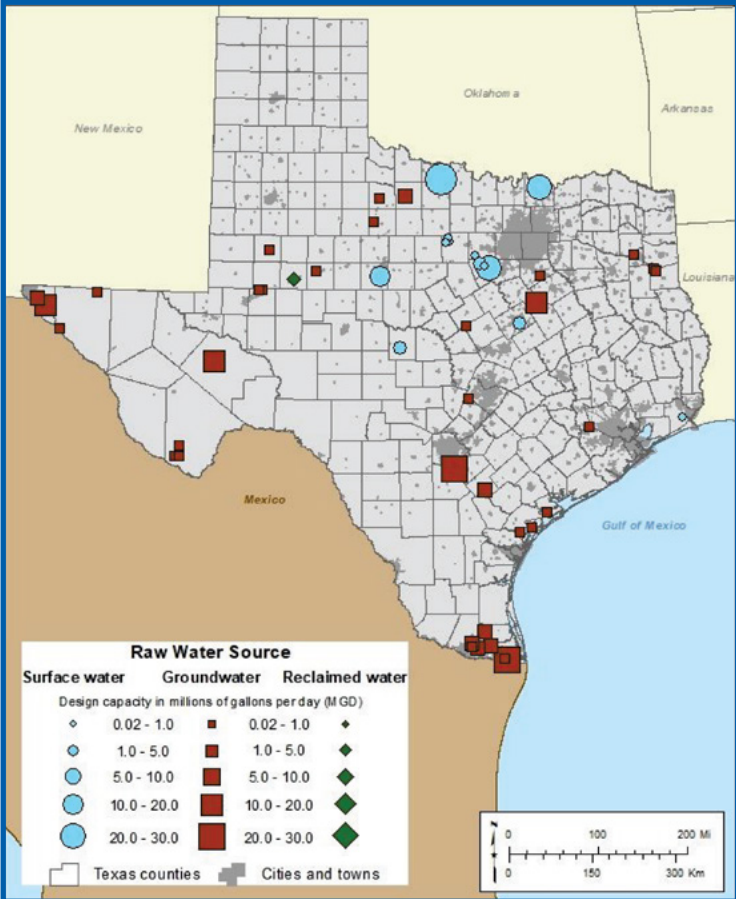 Oklahoma
Arkansas
New Mexico
Louisiana
Mexico
Gulf of Mexico
Raw Water Source
Surface water Groundwater Reclaimed water
Design capacity in millions of gallons per day (MGD)
0.02 - 1.0 0.02 - 1.0
1.0 - 5.0 1.0 - 5.0
5.0 - 10.0 5.0 - 10.0
10.0 - 20.0 10.0 - 20.0
20.0 - 30.0 20.0 - 30.0
Texas counties Cities and towns
0 100 200 Mi
0 150 300 Km